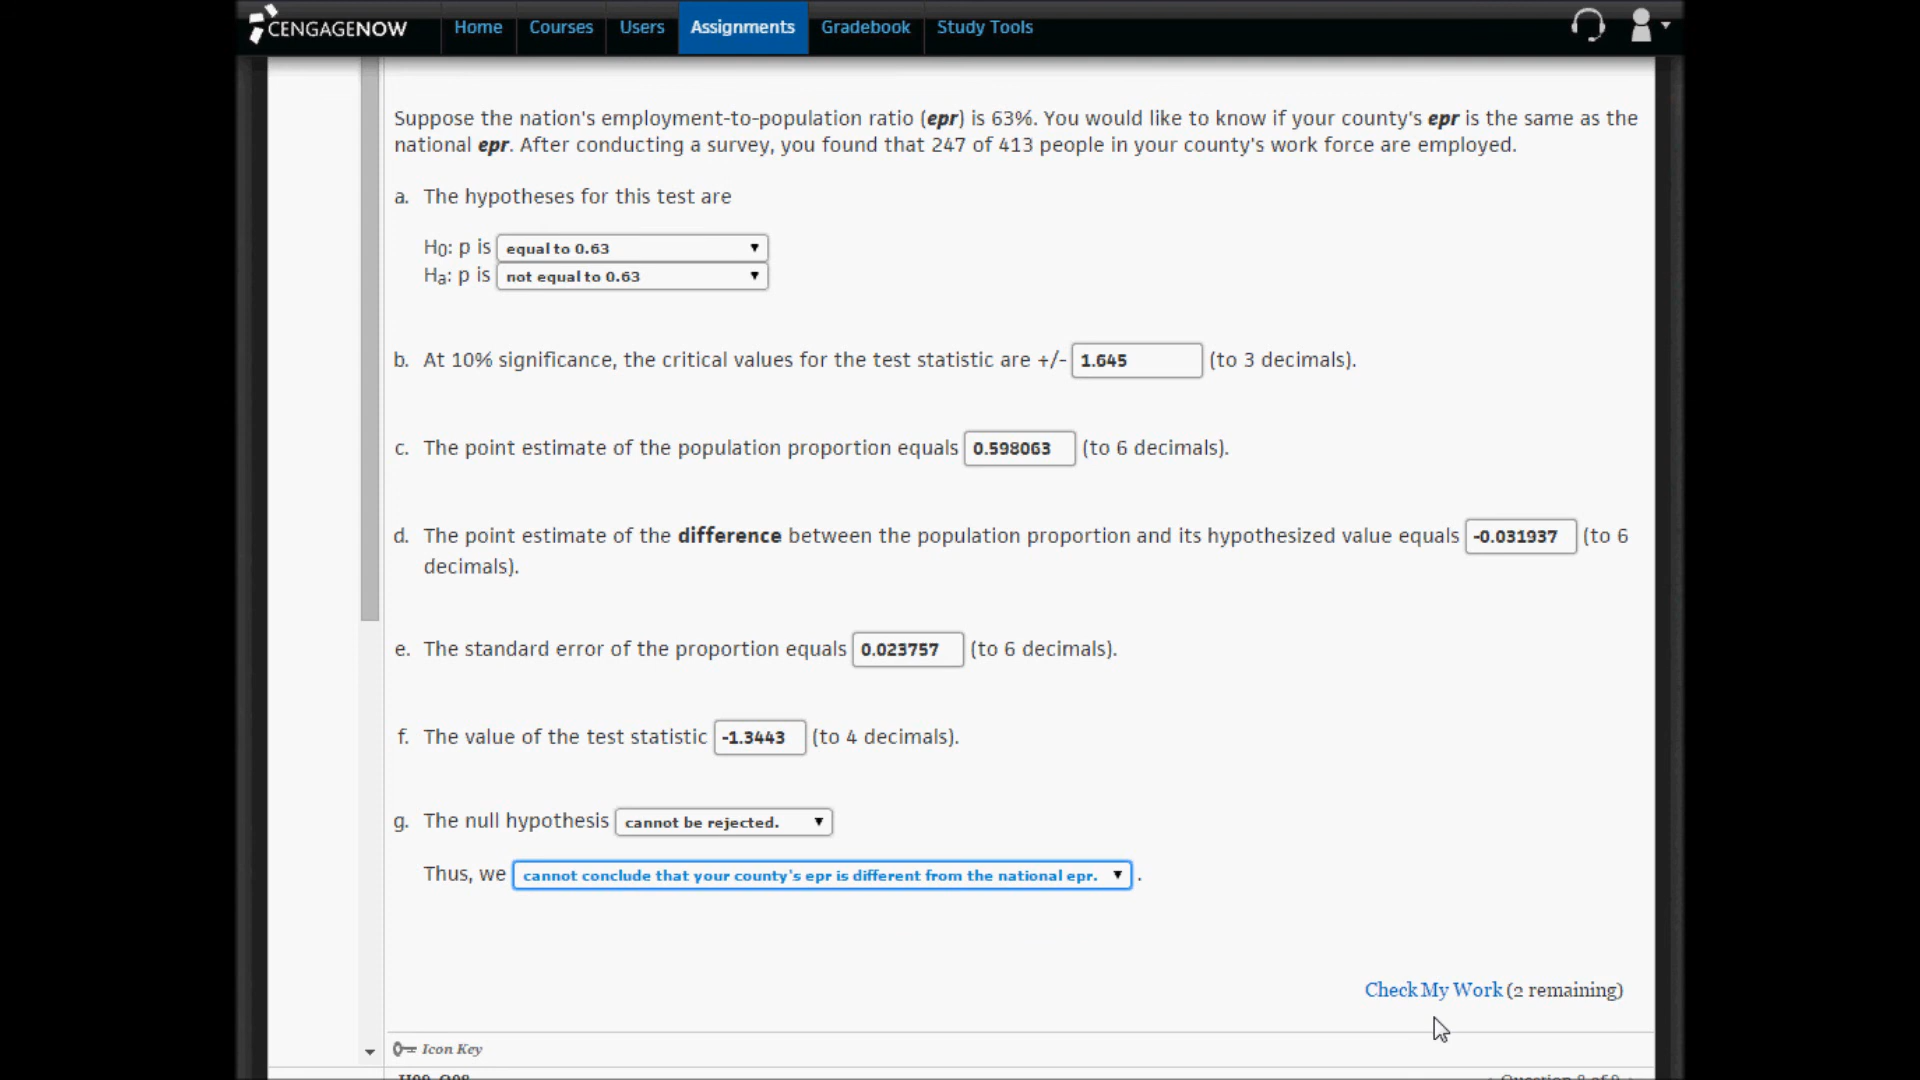 CENGAGENOW Home Courses Users Assignments Gradebook Study Tools
Suppose the nation's employment-to-population ratio (epr) is 63%. You would like to know if your county's epr is the same as the
national epr. After conducting a survey, you found that 247 of 413 people in your county's work force are employed.
a. The hypotheses for this test are
H0: p is equal to 0.63
Ha: p is not equal to 0.63
b. At 10% significance, the critical values for the test statistic are +/- 1.645 (to 3 decimals).
c. The point estimate of the population proportion equals 0.598063 (to 6 decimals).
d. The point estimate of the difference between the population proportion and its hypothesized value equals -0.031937 (to 6
decimals).
e. The standard error of the proportion equals 0.023757 (to 6 decimals).
f. The value of the test statistic -1.3443 (to 4 decimals).
g. The null hypothesis cannot be rejected.
Thus, we cannot conclude that your county's epr is different from the national epr. .
Check My Work (2 remaining)
Icon Key